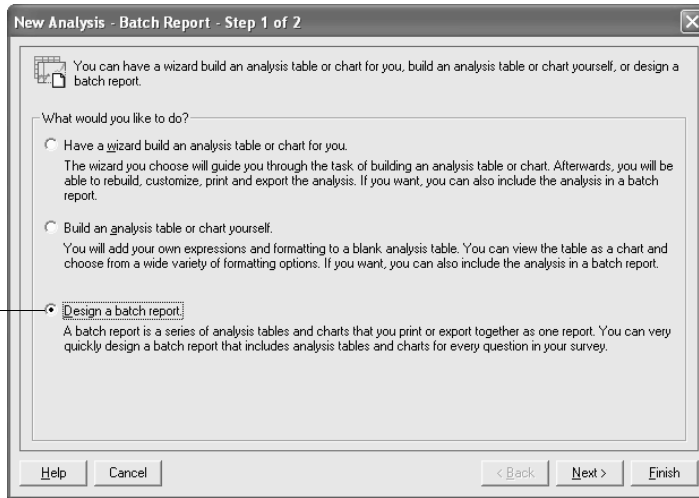 New Analysis - Batch Report - Step 1 of 2
You can have a wizard build an analysis table or chart for you, build an analysis table or chart yourself, or design a
batch report.
What would you like to do?
Have a wizard build an analysis table or chart for you.
The wizard you choose will guide you through the task of building an analysis table or chart. Afterwards, you will be
able to rebuild, customize, print and export the analysis. If you want, you can also include the analysis in a batch
report.
Build an analysis table or chart yourself.
You will add your own expressions and formatting to a blank analysis table. You can view the table as a chart and
choose from a wide variety of formatting options. If you want, you can also include the analysis in a batch report.
Design a batch report.
A batch report is a series of analysis tables and charts that you print or export together as one report. You can very
quickly design a batch report that includes analysis tables and charts for every question in your survey.
Help Cancel < Back Next > Finish